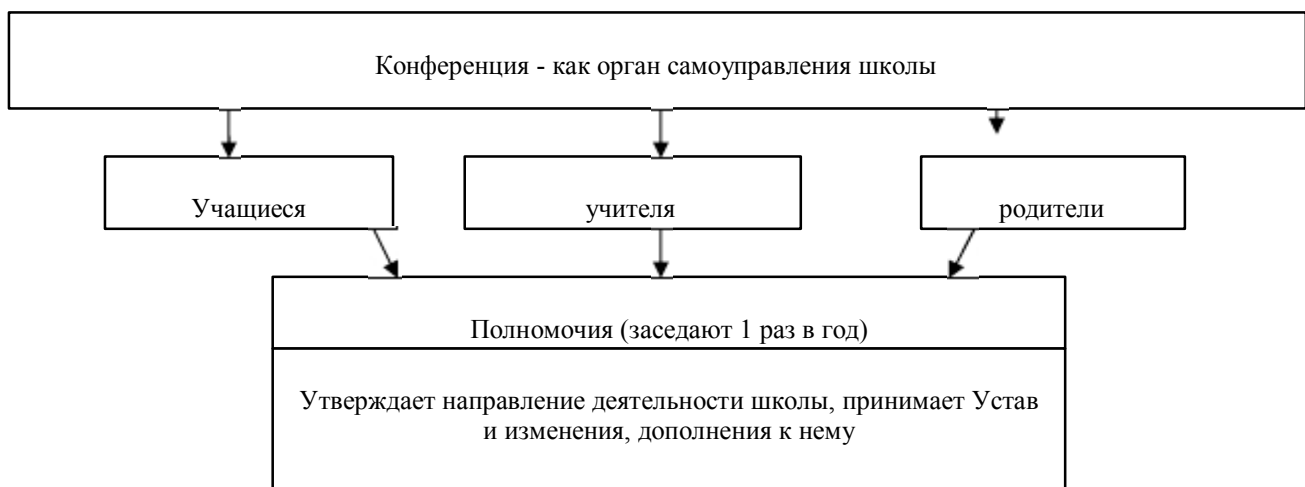 Конференция - как орган самоуправления школы
Учащиеся
учителя
родители
Полномочия (заседают 1 раз в год)
Утверждает направление деятельности школы, принимает Устав
и изменения, дополнения к нему